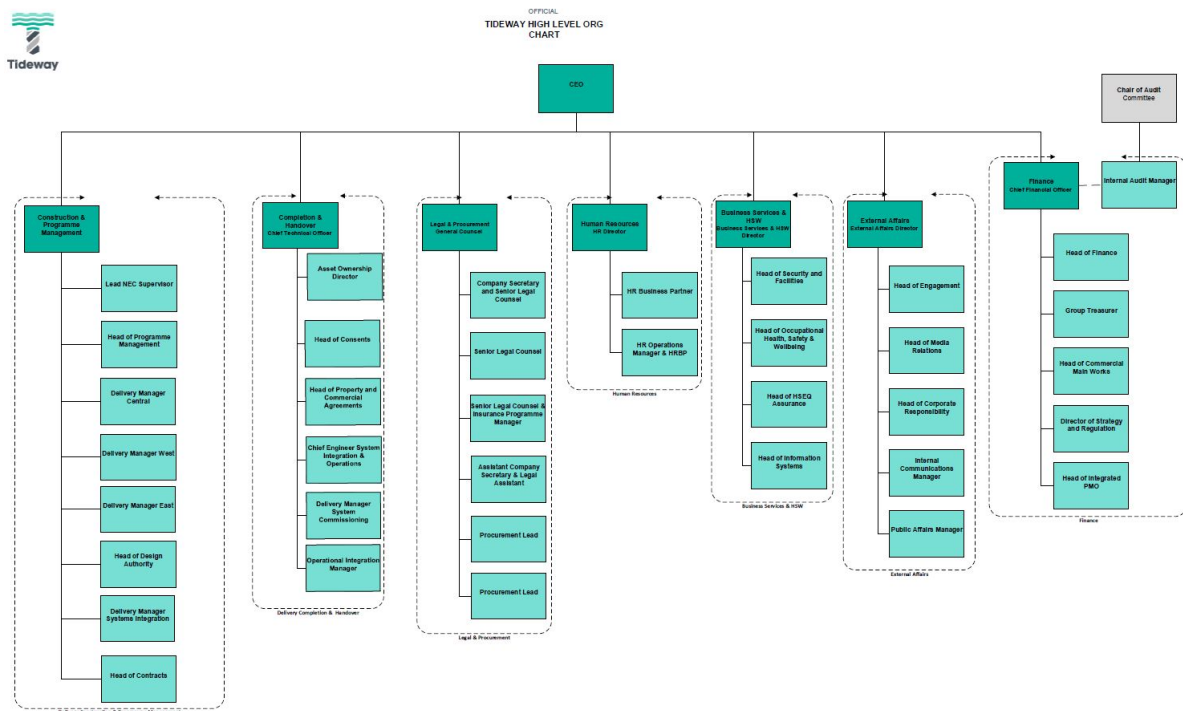 OFFICIAL
TIDEWAY HIGH LEVEL ORG
CHART
Tideway
CEO
Chair of Audit
Committee
Construction &
Programme
Management
Lead NEC Supervisor
Head of Programme
Management
Delivery Manager
Central
Delivery Manager West
Delivery Manager East
Head of Design
Authority
Delivery Manager
Systems Integration
Head of Contracts
Completion &
Handover
Chief Technical Officer
Asset Ownership
Director
Head of Consents
Head of Property and
Commercial
Agreements
Chief Engineer System
Integration &
Operations
Delivery Manager
System
Commissioning
Operational Integration
Manager
Delivery Completion & Handover
Legal & Procurement
General Counsel
Company Secretary
and Senior Legal
Counsel
Senior Legal Counsel
Senior Legal Counsel &
Insurance Programme
Manager
Assistant Company
Secretary & Legal
Assistant
Procurement Lead
Procurement Lead
Legal & Procurement
Human Resources
HR Director
HR Business Partner
HR Operations
Manager & HRBP
Human Resources
Business Services &
HSW
Business Services & HSW
Director
Head of Security and
Facilities
Head of Occupational
Health, Safety &
Wellbeing
Head of HSEQ
Assurance
Head of Information
Systems
Business Services & HSW
External Affairs
External Affairs Director
Head of Engagement
Head of Media
Relations
Head of Corporate
Responsibility
Internal
Communications
Manager
Public Affairs Manager
External Affairs
Finance
Chief Financial Officer
Internal Audit Manager
Head of Finance
Group Treasurer
Head of Commercial
Main Works
Director of Strategy
and Regulation
Head of Integrated
PMO
Finance